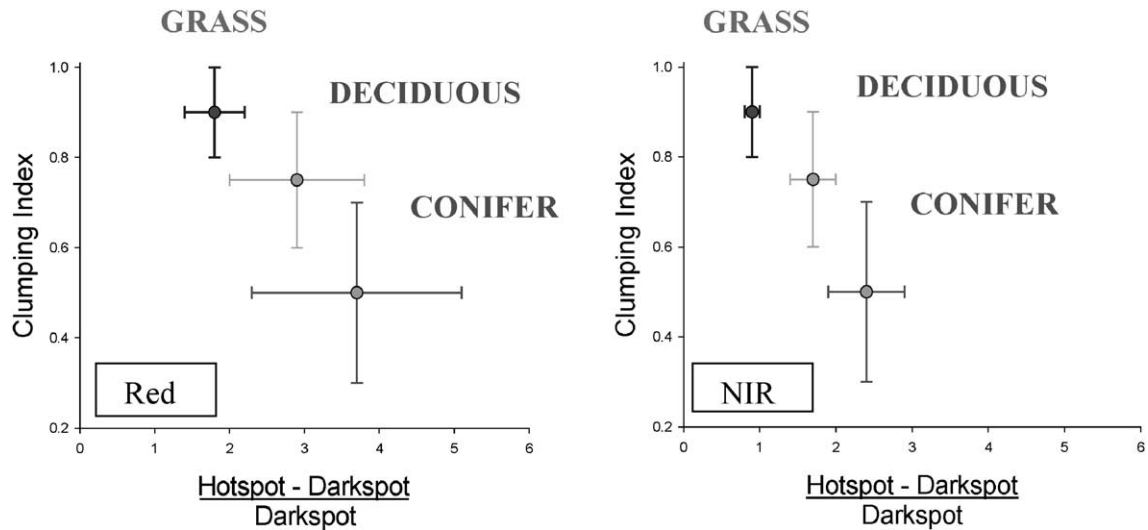 GRASS
DECIDUOUS
CONIFER
Clumping Index
1.0
0.8
0.6
0.4
0.2
Red
0 1 2 3 4 5 6
Hotspot - Darkspot
Darkspot
GRASS
DECIDUOUS
CONIFER
Clumping Index
1.0
0.8
0.6
0.4
0.2
NIR
0 1 2 3 4 5 6
Hotspot - Darkspot
Darkspot